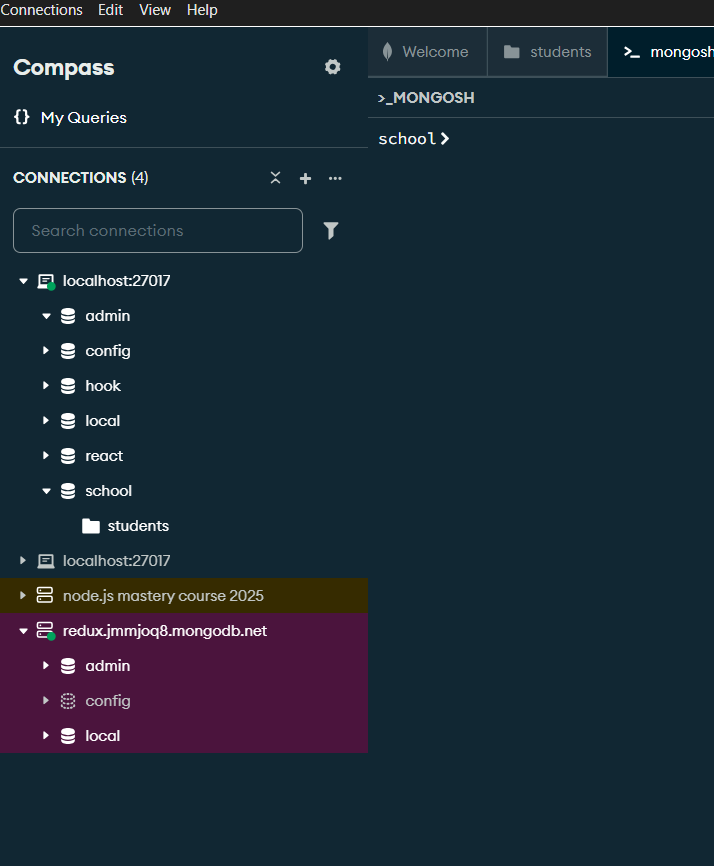 Connections Edit View Help
Compass
Welcome
students
mongosh
{} My Queries
>_MONGOSH
school>
CONNECTIONS (4)
Search connections
localhost:27017
admin
config
hook
local
react
school
students
localhost:27017
node.js mastery course 2025
redux.jmmjoq8.mongodb.net
admin
config
local